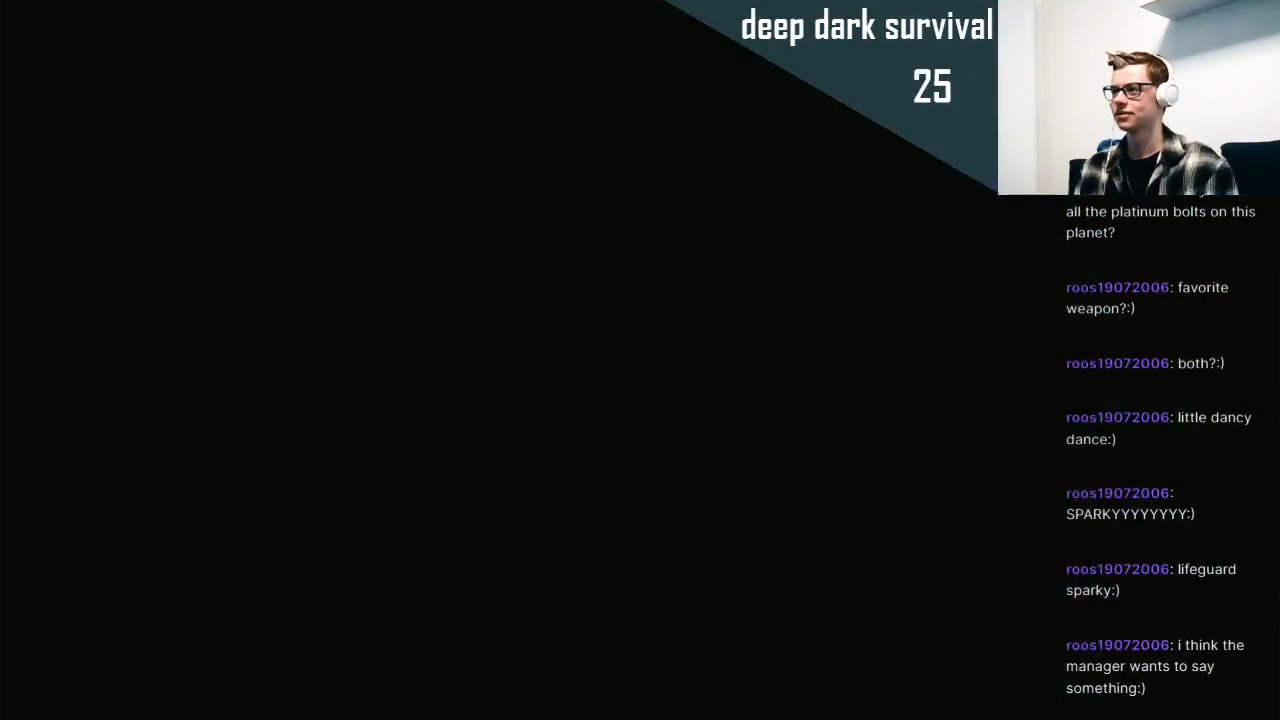 deep dark survival
25
all the platinum bolts on this
planet?
roos19072006: favorite
weapon?:)
roos19072006: both?:)
roos19072006: little dancy
dance:)
roos19072006:
SPARKYYYYYYYY:)
roos19072006: lifeguard
sparky:)
roos19072006: i think the
manager wants to say
something:)